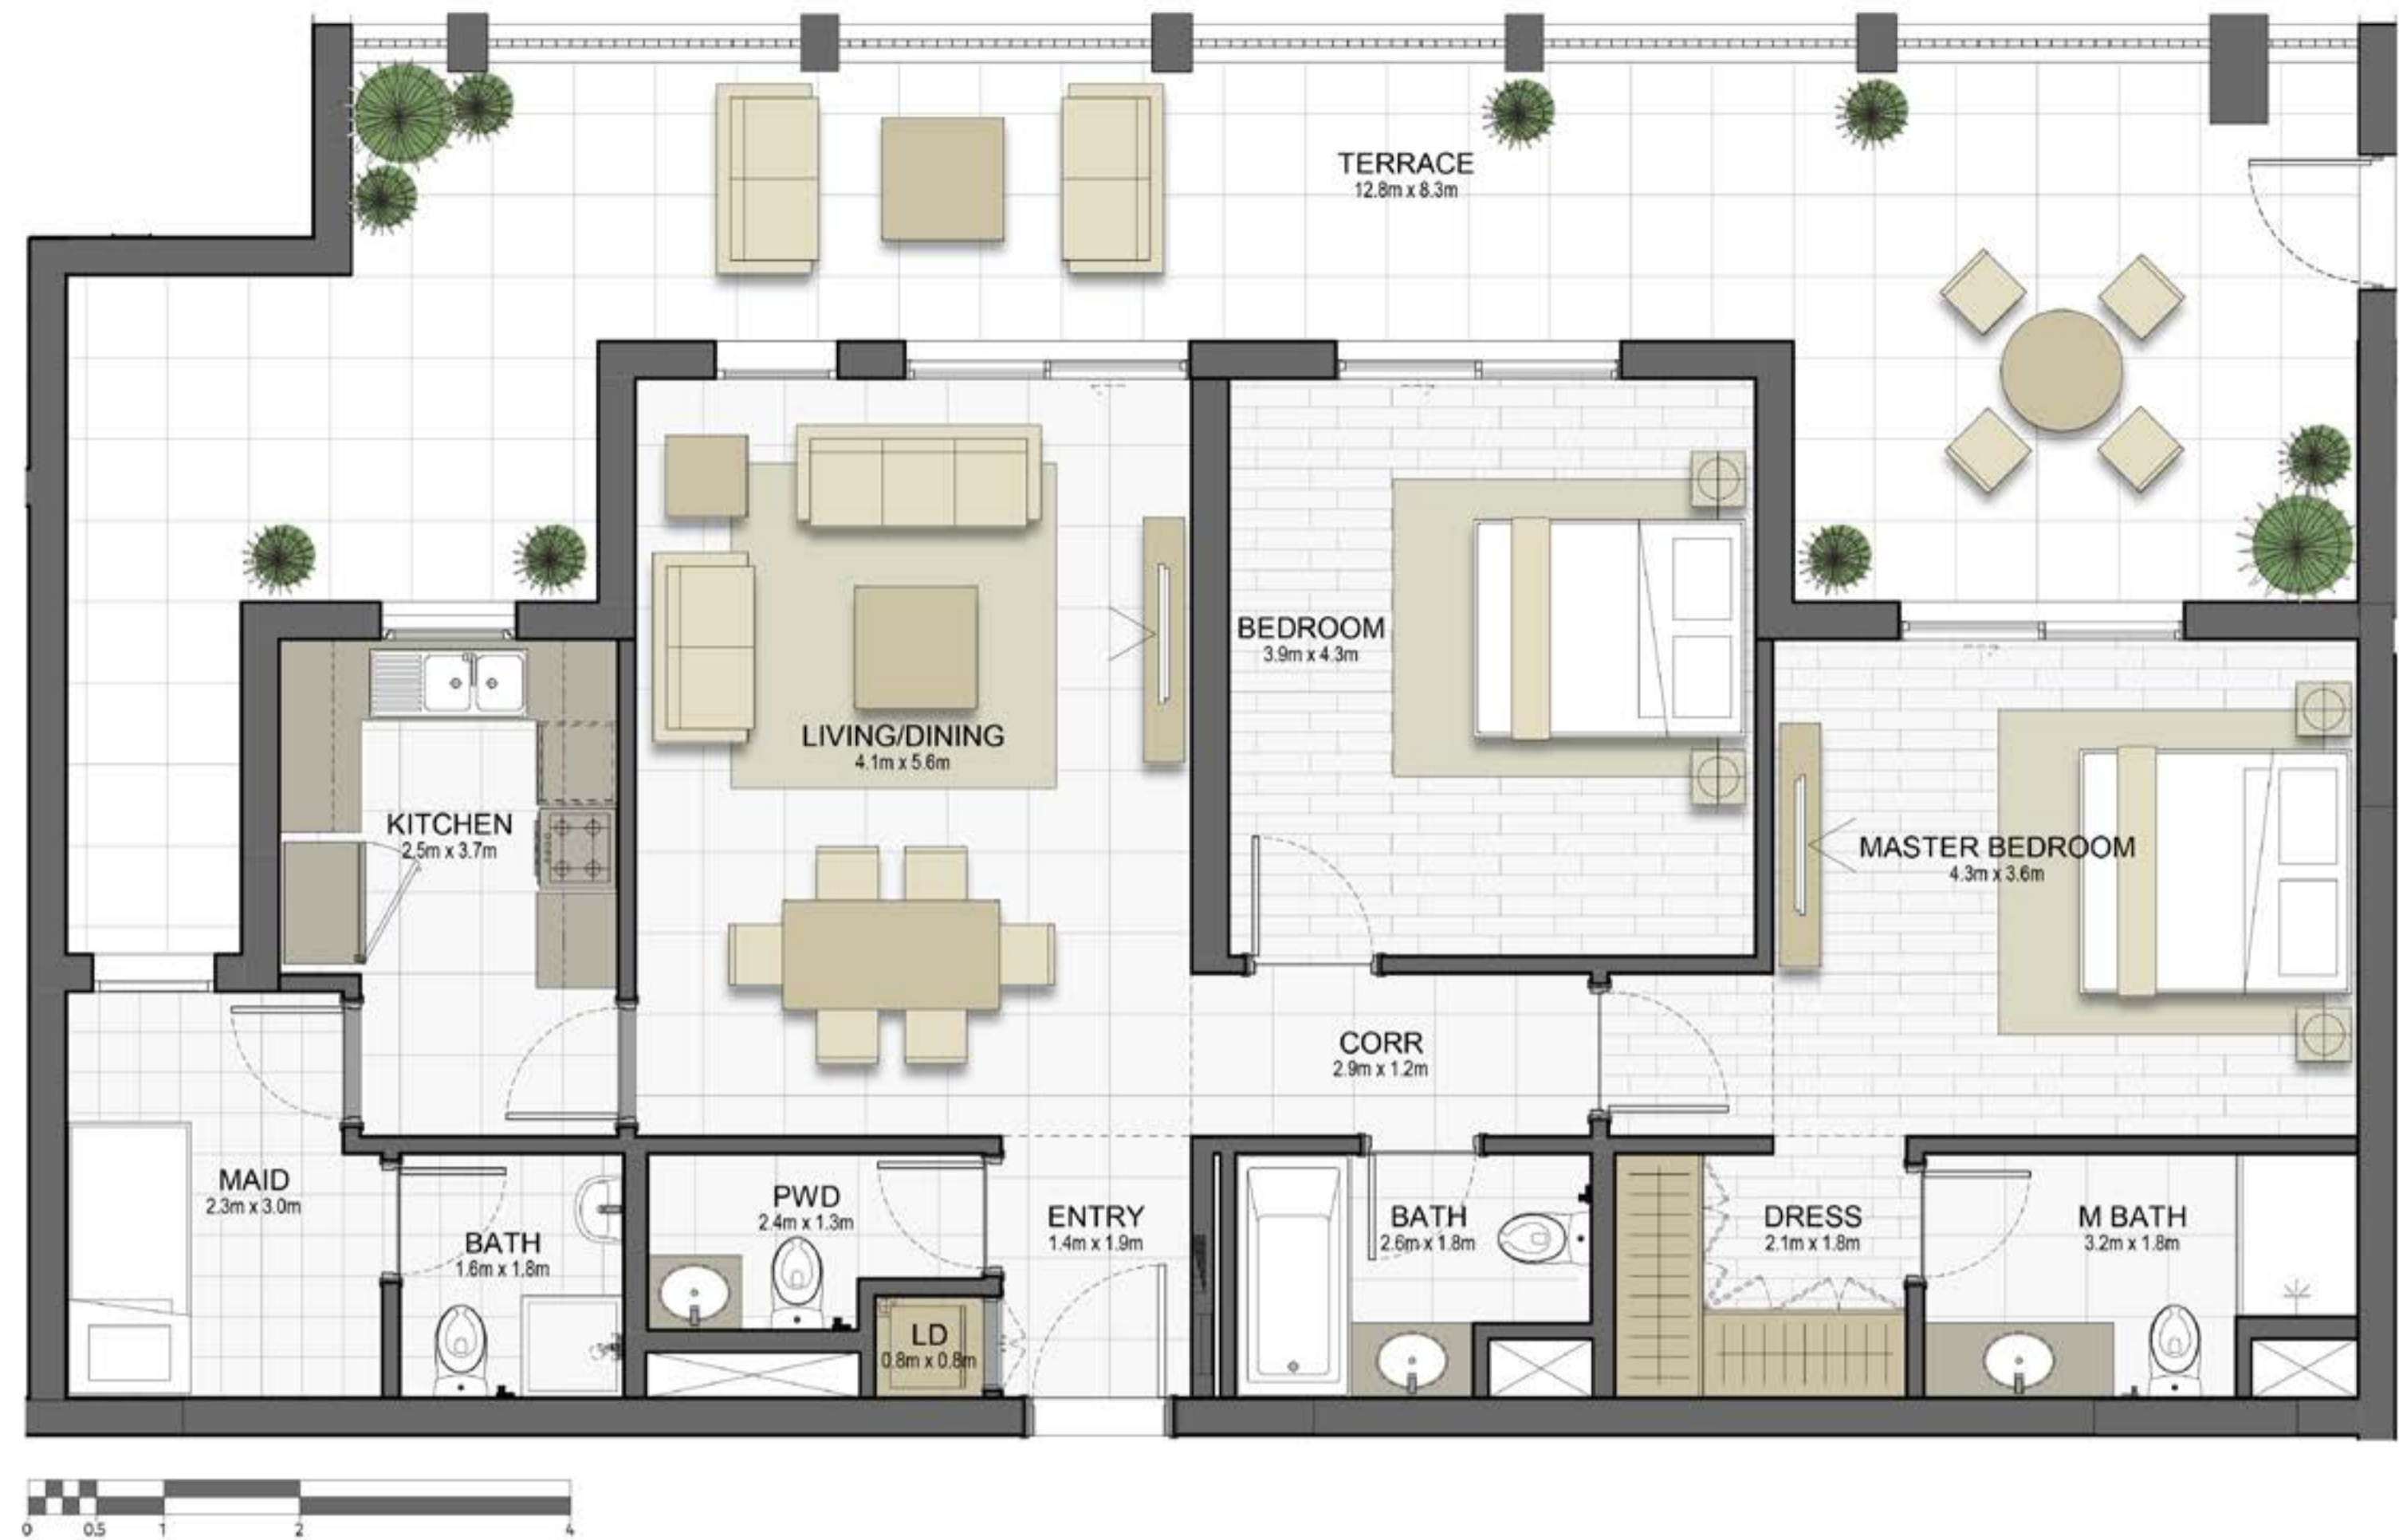 TERRACE
12.8m x 8.3m
BEDROOM
3.9m x 4.3m
LIVING/DINING
4.1m x 5.6m
KITCHEN
2.5m x 3.7m
MASTER BEDROOM
4.3m x 3.6m
CORR
2.9m x 1.2m
MAID
2.3m x 3.0m
PWD
2.4m x 1.3m
ENTRY
1.4m x 1.9m
BATH
2.6m x 1.8m
DRESS
2.1m x 1.8m
M BATH
3.2m x 1.8m
BATH
1.6m x 1.8m
LD
0.8m x 0.8m
0 0.5 1 2 4